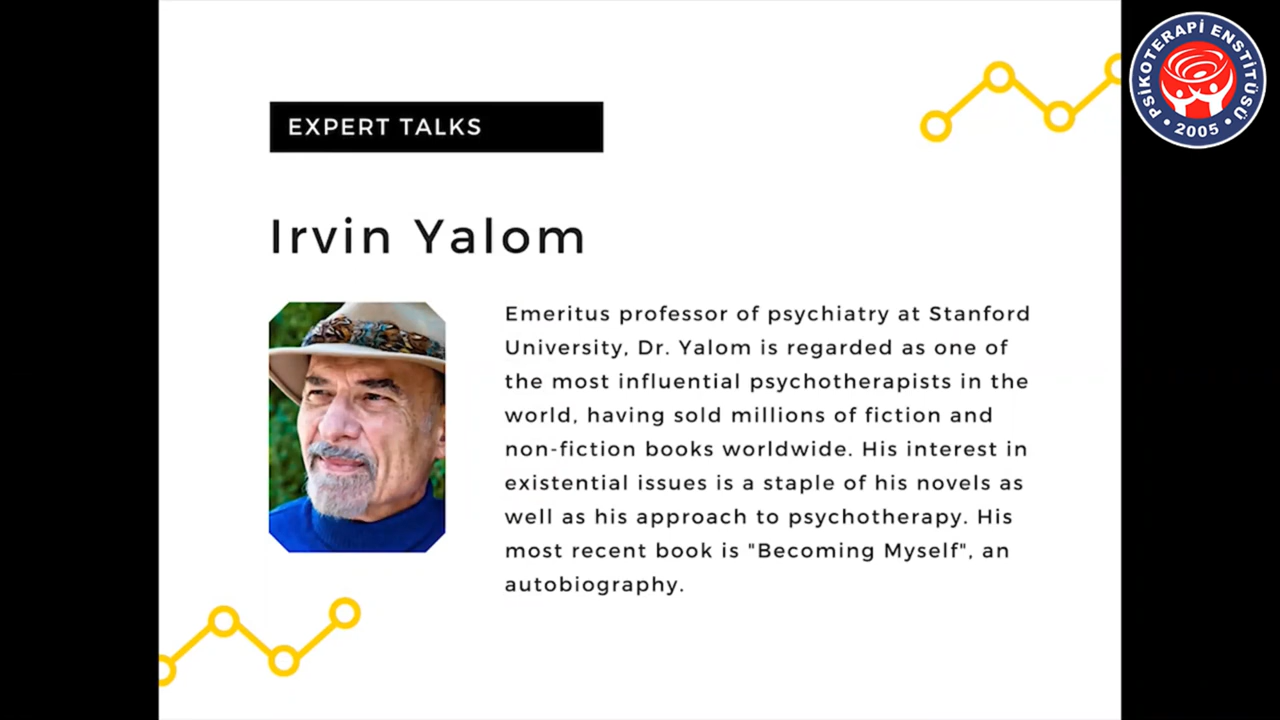 EXPERT TALKS
Irvin Yalom
Emeritus professor of psychiatry at Stanford
University, Dr. Yalom is regarded as one of
the most influential psychotherapists in the
world, having sold millions of fiction and
non-fiction books worldwide. His interest in
existential issues is a staple of his novels as
well as his approach to psychotherapy. His
most recent book is "Becoming Myself", an
autobiography.
PSİKOTERAPİ ENSTİTÜSÜ
• 2005 •